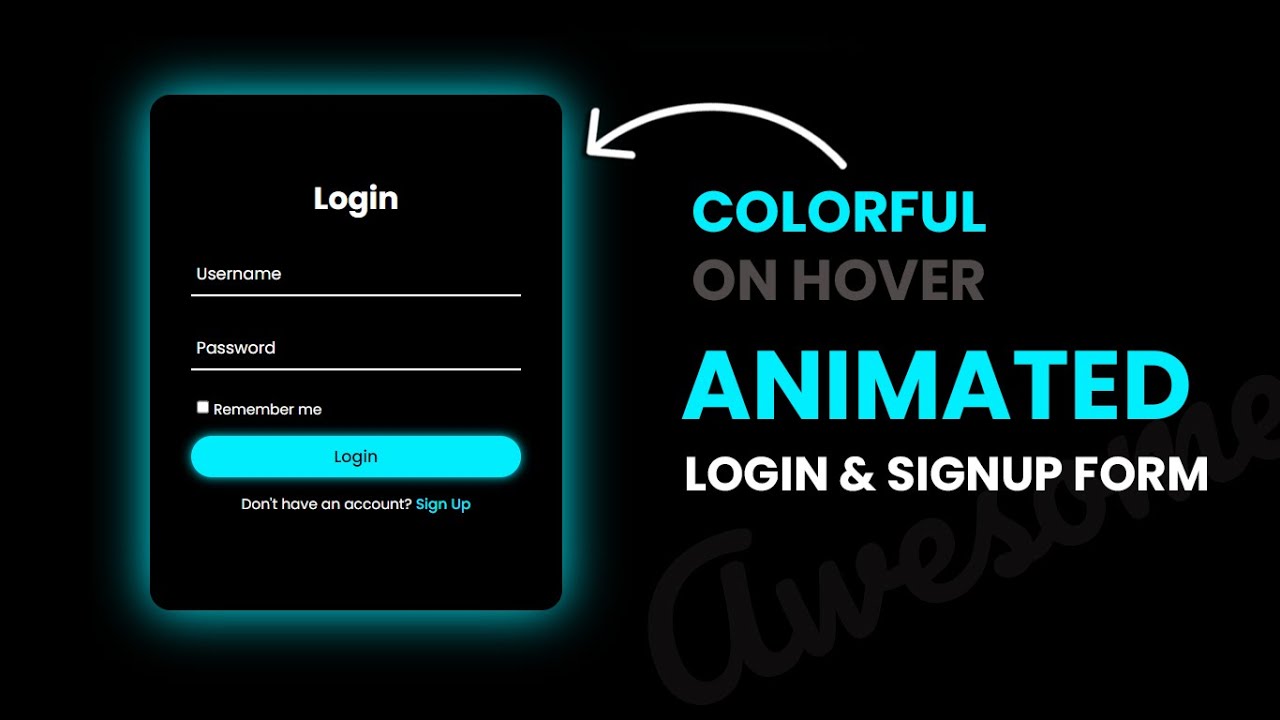 Login
Username
Password
Remember me
Login
Don't have an account? Sign Up
COLORFUL
ON HOVER
ANIMATED
LOGIN & SIGNUP FORM
Awesome